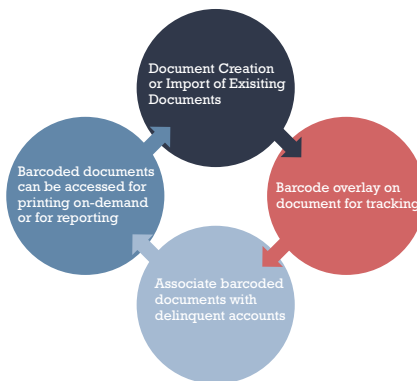 Document Creation
or Import of Exisiting
Documents
Barcode overlay on
document for tracking
Associate barcoded
documents with
delinquent accounts
Barcoded documents
can be accessed for
printing on-demand
or for reporting